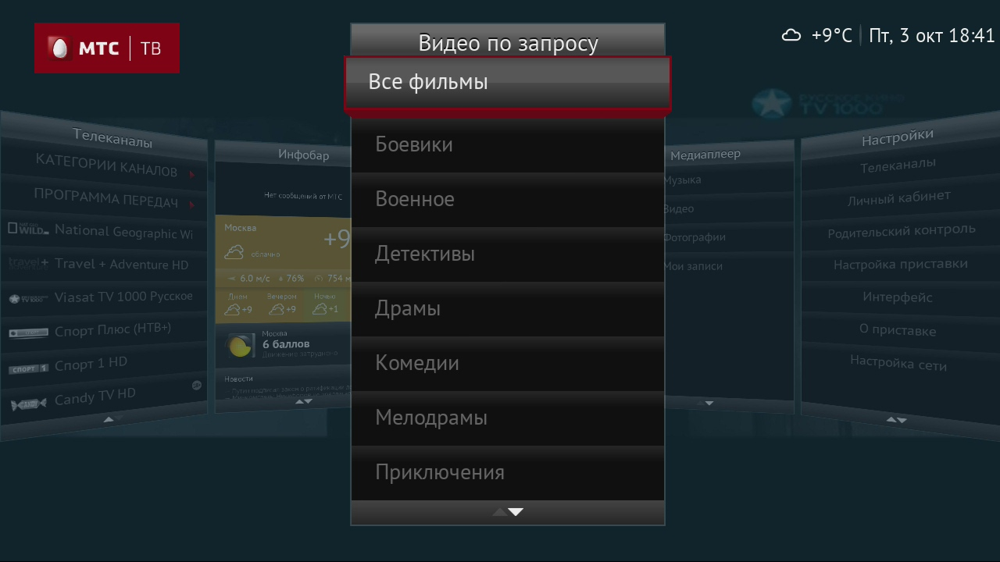 МТС | ТВ
+9°C | Пт, 3 окт 18:41
РУССКОЕ КИНО
TV 1000
Телеканалы
КАТЕГОРИИ КАНАЛОВ
ПРОГРАММА ПЕРЕДАЧ
National Geographic Wi
Travel + Adventure HD
Viasat TV 1000 Русское
Спорт Плюс (НТВ+)
Спорт 1 HD
Candy TV HD
Инфобар
Нет сообщений от МТС
Москва
+9
облачно
6.0 м/с 76% 754 м
Днем Вечером Ночью
+9 +9 +1
Москва
6 баллов
Движение затруднено
Новости
Видео по запросу
Все фильмы
Боевики
Военное
Детективы
Драмы
Комедии
Мелодрамы
Приключения
Медиаплеер
Музыка
Видео
Фотографии
Мои записи
Настройки
Телеканалы
Личный кабинет
Родительский контроль
Настройка приставки
Интерфейс
О приставке
Настройка сети